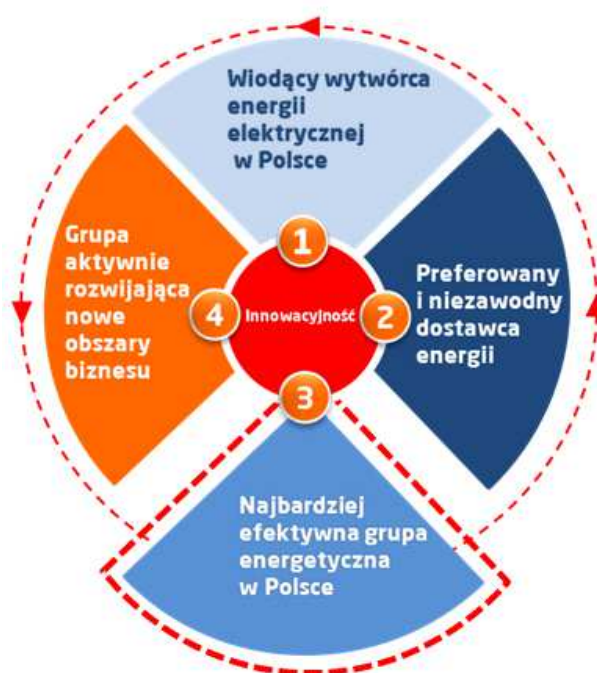 Wiodący wytwórca
energii
elektrycznej
w Polsce
1
Grupa
aktywnie
rozwijająca
nowe
obszary
biznesu
4
Innowacyjność
2
Preferowany
i niezawodny
dostawca
energii
3
Najbardziej
efektywna grupa
energetyczna
w Polsce